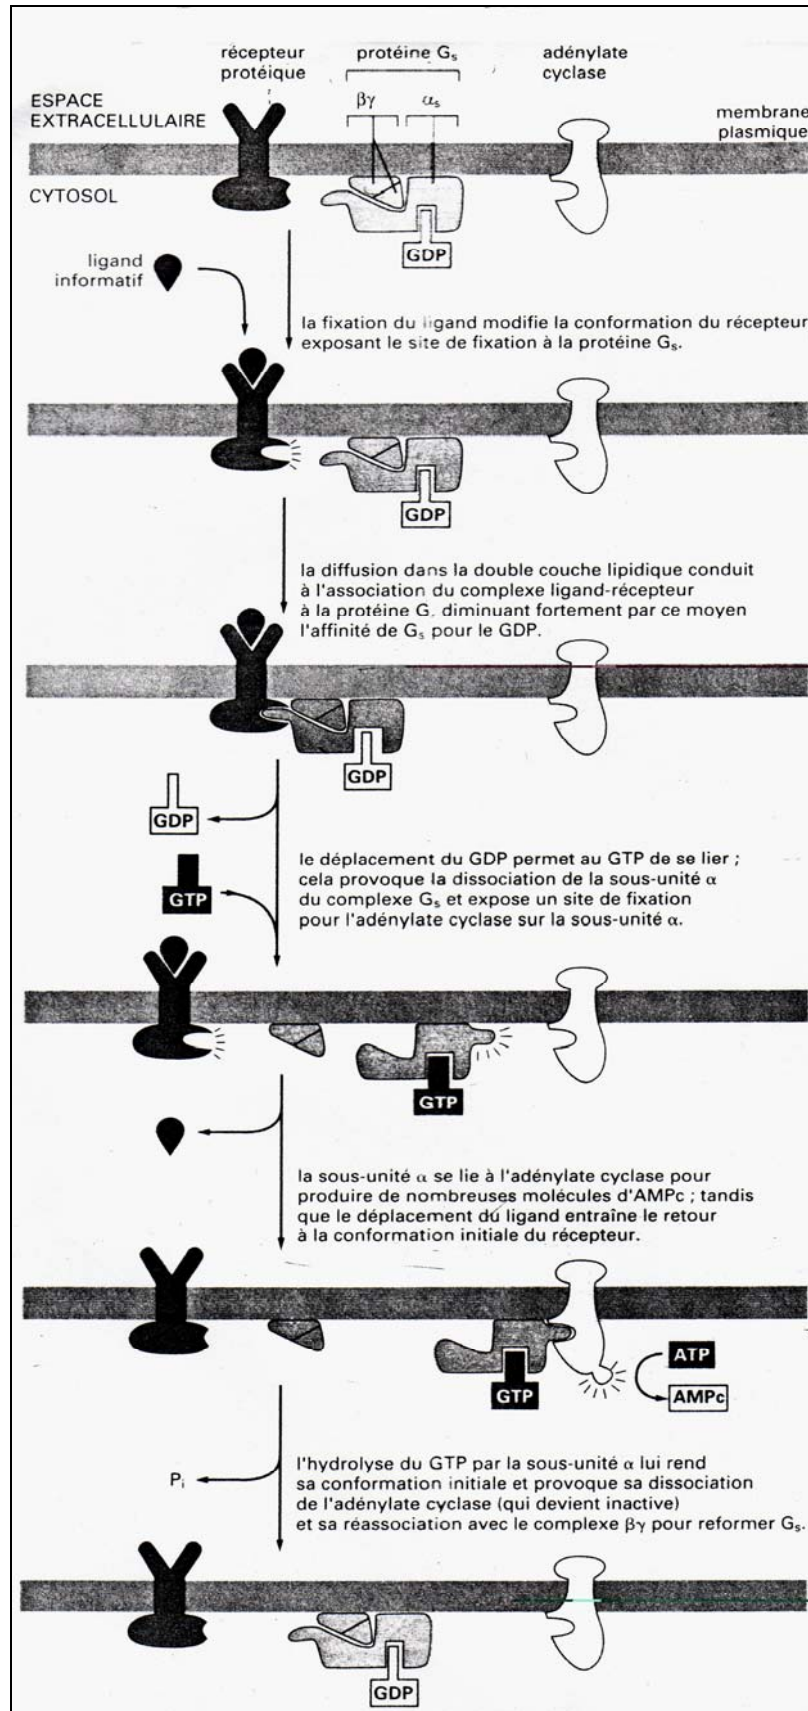 récepteur
protéique
protéine Gs
adénylate
cyclase
βγ
αs
ESPACE
EXTRACELLULAIRE
membrane
plasmique
CYTOSOL
GDP
ligand
informatif
la fixation du ligand modifie la conformation du récepteur
exposant le site de fixation à la protéine Gs.
GDP
la diffusion dans la double couche lipidique conduit
à l'association du complexe ligand-récepteur
à la protéine G, diminuant fortement par ce moyen
l'affinité de Gs pour le GDP.
GDP
GDP
GTP
le déplacement du GDP permet au GTP de se lier ;
cela provoque la dissociation de la sous-unité α
du complexe Gs et expose un site de fixation
pour l'adénylate cyclase sur la sous-unité α.
GTP
la sous-unité α se lie à l'adénylate cyclase pour
produire de nombreuses molécules d'AMPc ; tandis
que le déplacement du ligand entraîne le retour
à la conformation initiale du récepteur.
GTP
ATP
AMPc
Pi
l'hydrolyse du GTP par la sous-unité α lui rend
sa conformation initiale et provoque sa dissociation
de l'adénylate cyclase (qui devient inactive)
et sa réassociation avec le complexe βγ pour reformer Gs.
GDP